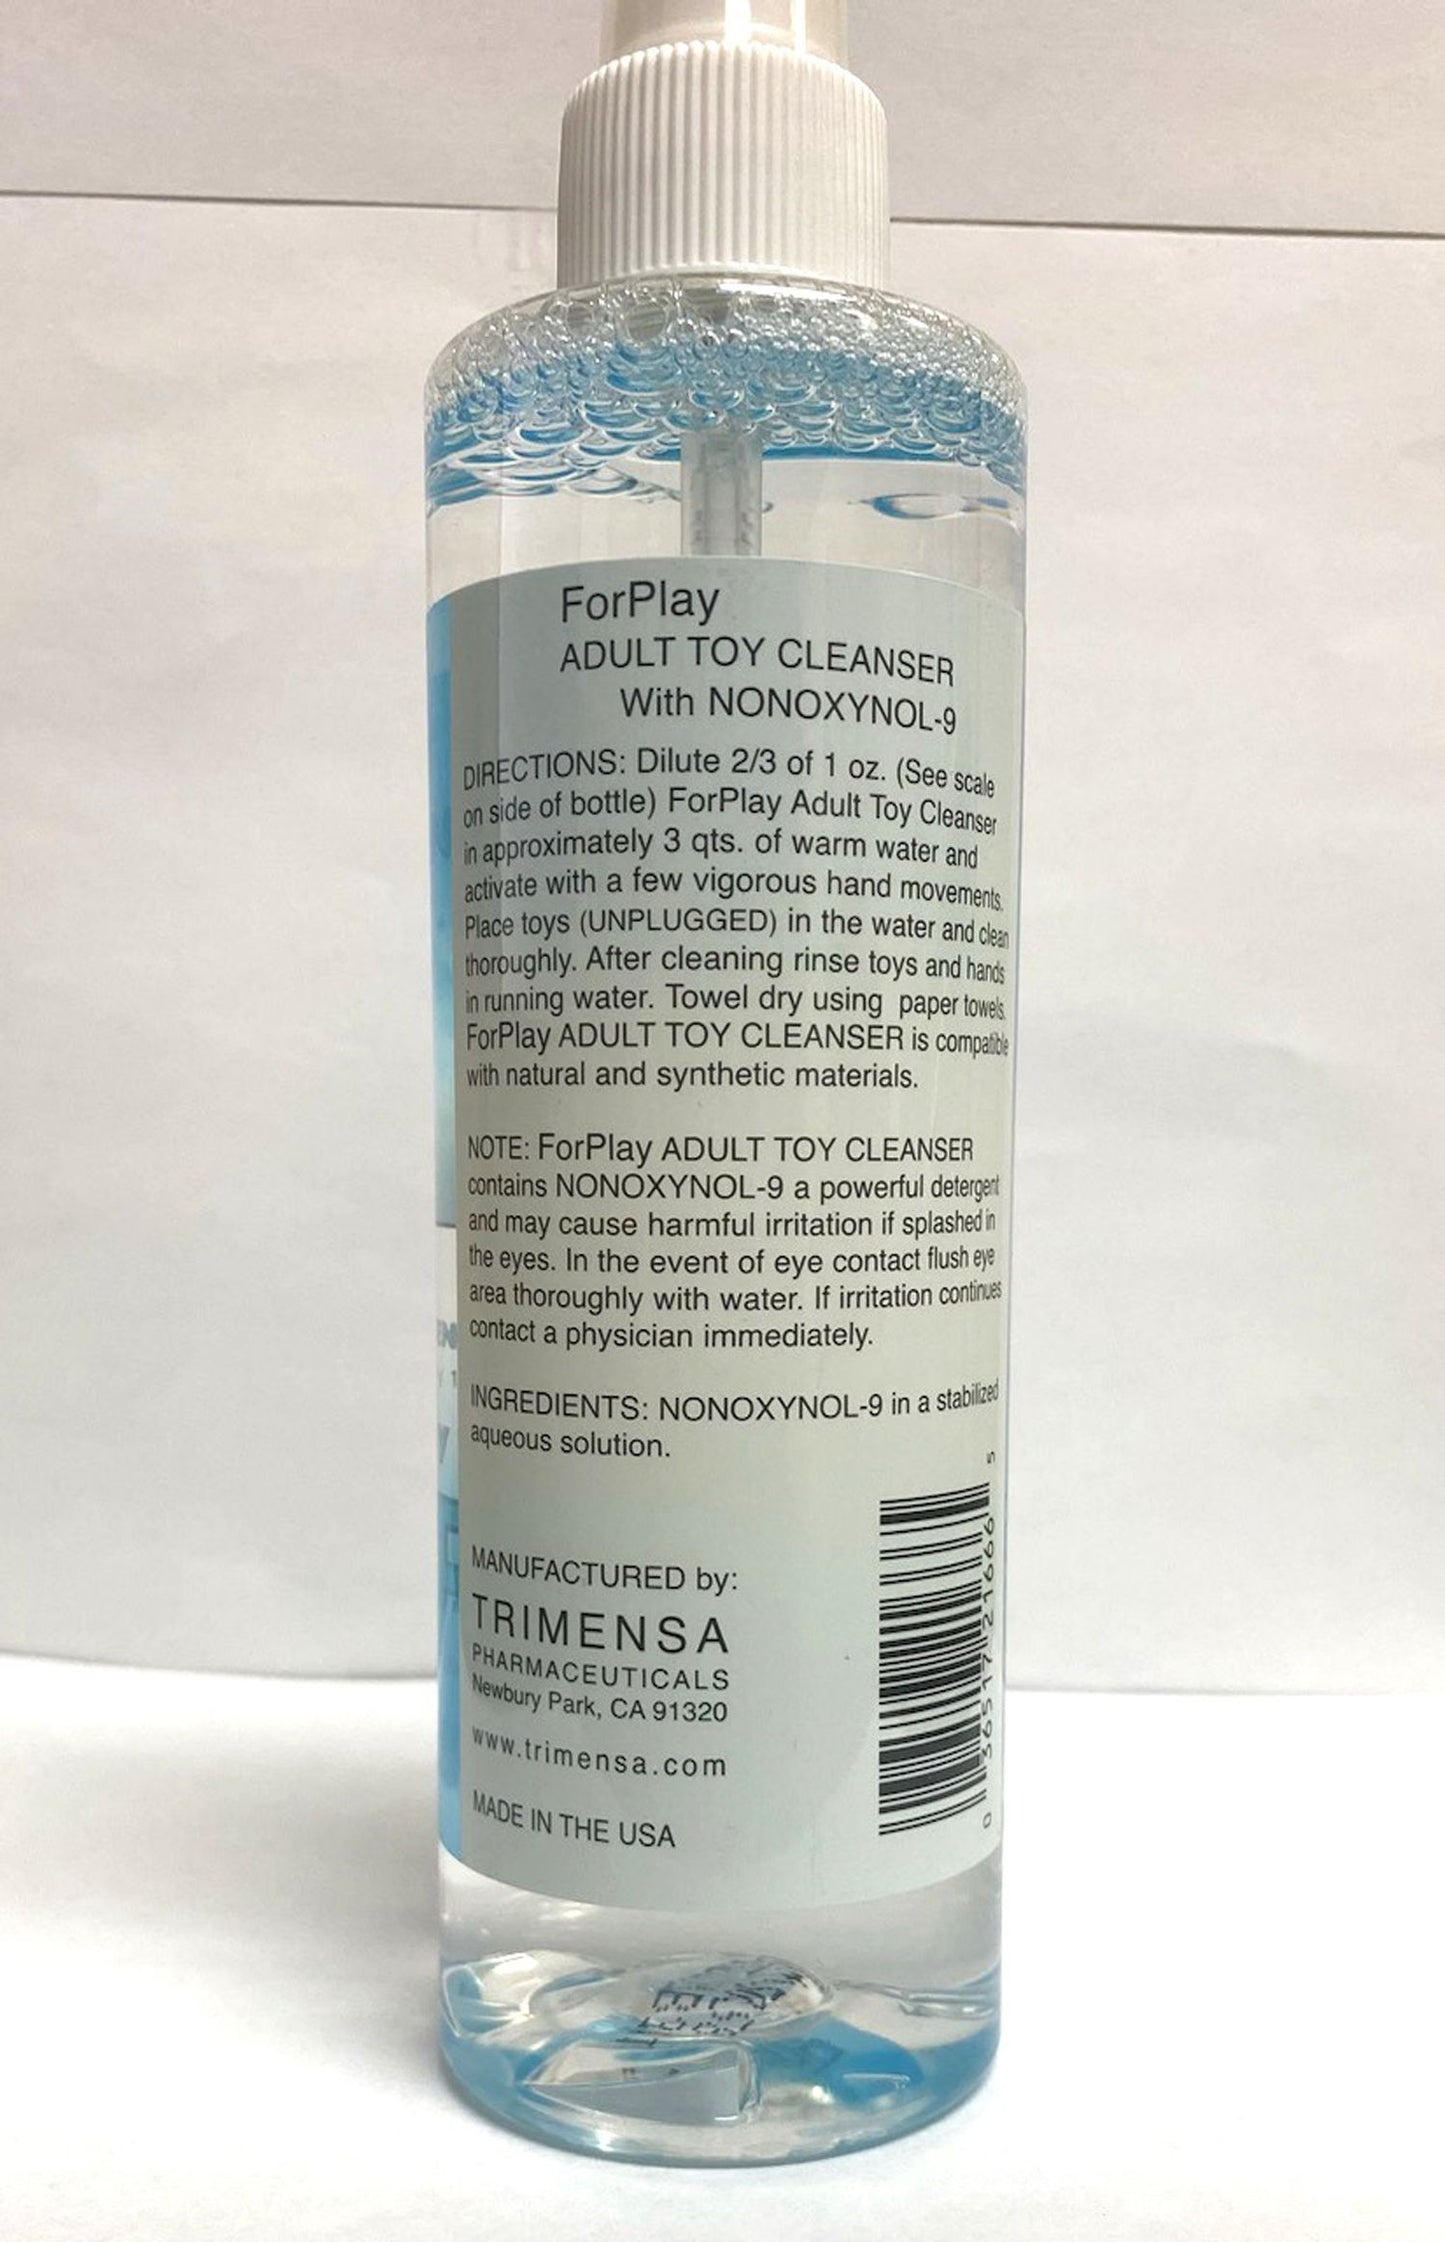 ForPlay
ADULT TOY CLEANSER
With NONOXYNOL-9
DIRECTIONS: Dilute 2/3 of 1 oz. (See scale
on side of bottle) ForPlay Adult Toy Cleanser
in approximately 3 qts. of warm water and
activate with a few vigorous hand movements.
Place toys (UNPLUGGED) in the water and clean
thoroughly. After cleaning rinse toys and hands
in running water. Towel dry using paper towels.
ForPlay ADULT TOY CLEANSER is compatible
with natural and synthetic materials.
NOTE: ForPlay ADULT TOY CLEANSER
contains NONOXYNOL-9 a powerful detergent
and may cause harmful irritation if splashed in
the eyes. In the event of eye contact flush eye
area thoroughly with water. If irritation continues
contact a physician immediately.
INGREDIENTS: NONOXYNOL-9 in a stabilized
aqueous solution.
MANUFACTURED by:
TRIMENSA
PHARMACEUTICALS
Newbury Park, CA 91320
www.trimensa.com
MADE IN THE USA
0 36517 21666 5